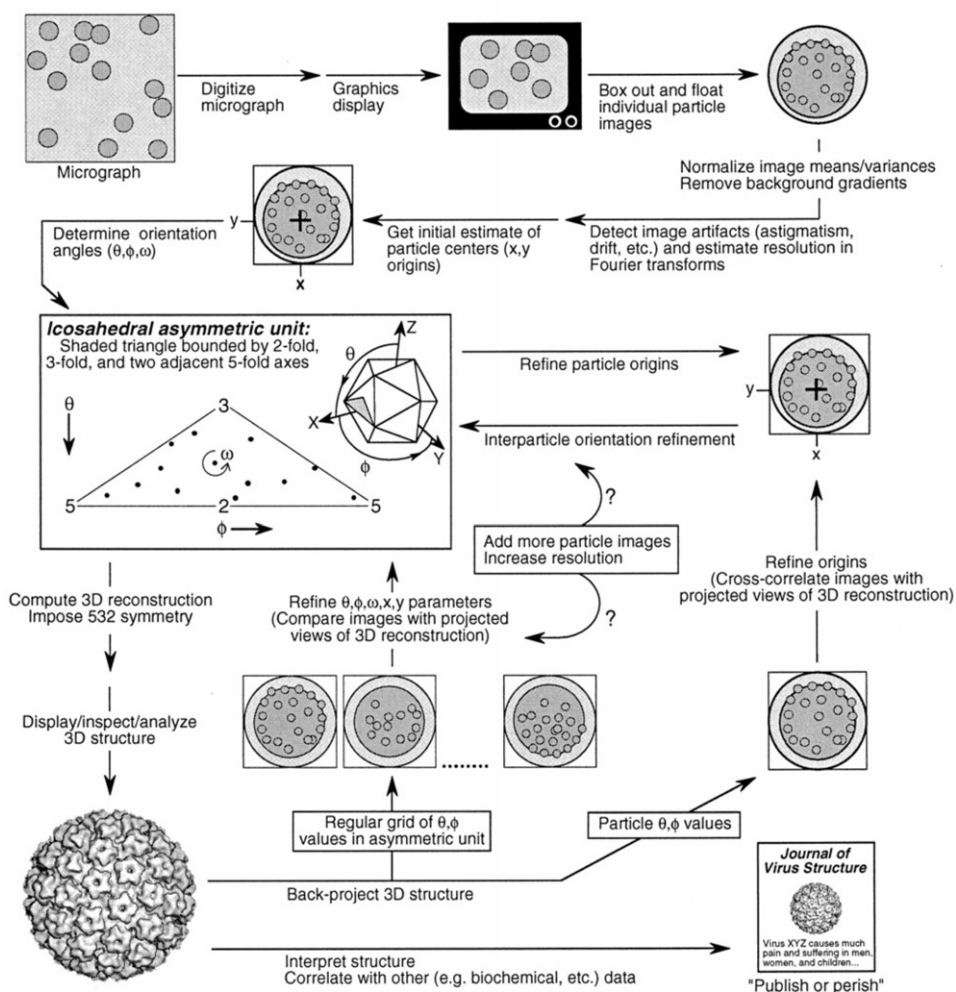 Micrograph
Digitize
micrograph
Graphics
display
Box out and float
individual particle
images
Normalize image means/variances
Remove background gradients
Detect image artifacts (astigmatism,
drift, etc.) and estimate resolution in
Fourier transforms
Get initial estimate of
particle centers (x,y
origins)
y
x
Determine orientation
angles (θ,ϕ,ω)
Icosahedral asymmetric unit:
Shaded triangle bounded by 2-fold,
3-fold, and two adjacent 5-fold axes
Z
θ
X
Y
ϕ
θ
3
ω
5
2
5
ϕ
Refine particle origins
Interparticle orientation refinement
y
x
?
Add more particle images
Increase resolution
?
Refine origins
(Cross-correlate images with
projected views of 3D reconstruction)
Compute 3D reconstruction
Impose 532 symmetry
Refine θ,ϕ,ω,x,y parameters
(Compare images with projected
views of 3D reconstruction)
Display/inspect/analyze
3D structure
........
Regular grid of θ,ϕ
values in asymmetric unit
Particle θ,ϕ values
Back-project 3D structure
Journal of
Virus Structure
Virus XYZ causes much
pain and suffering in men,
women, and children...
Interpret structure
Correlate with other (e.g. biochemical, etc.) data
"Publish or perish"